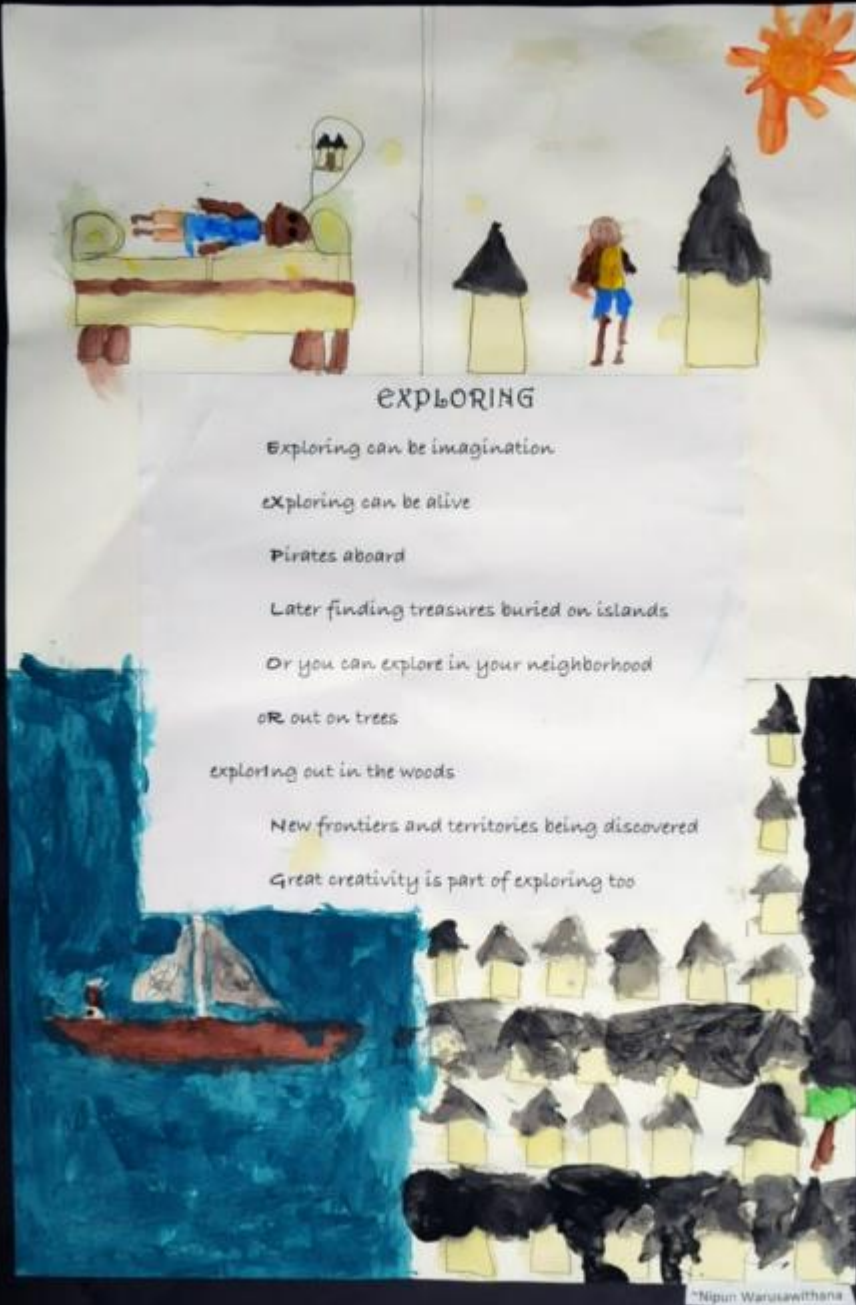 EXPLORING
Exploring can be imagination
eXploring can be alive
Pirates aboard
Later finding treasures buried on islands
Or you can explore in your neighborhood
oR out on trees
explorIng out in the woods
New frontiers and territories being discovered
Great creativity is part of exploring too
~Nipun Warusawithana